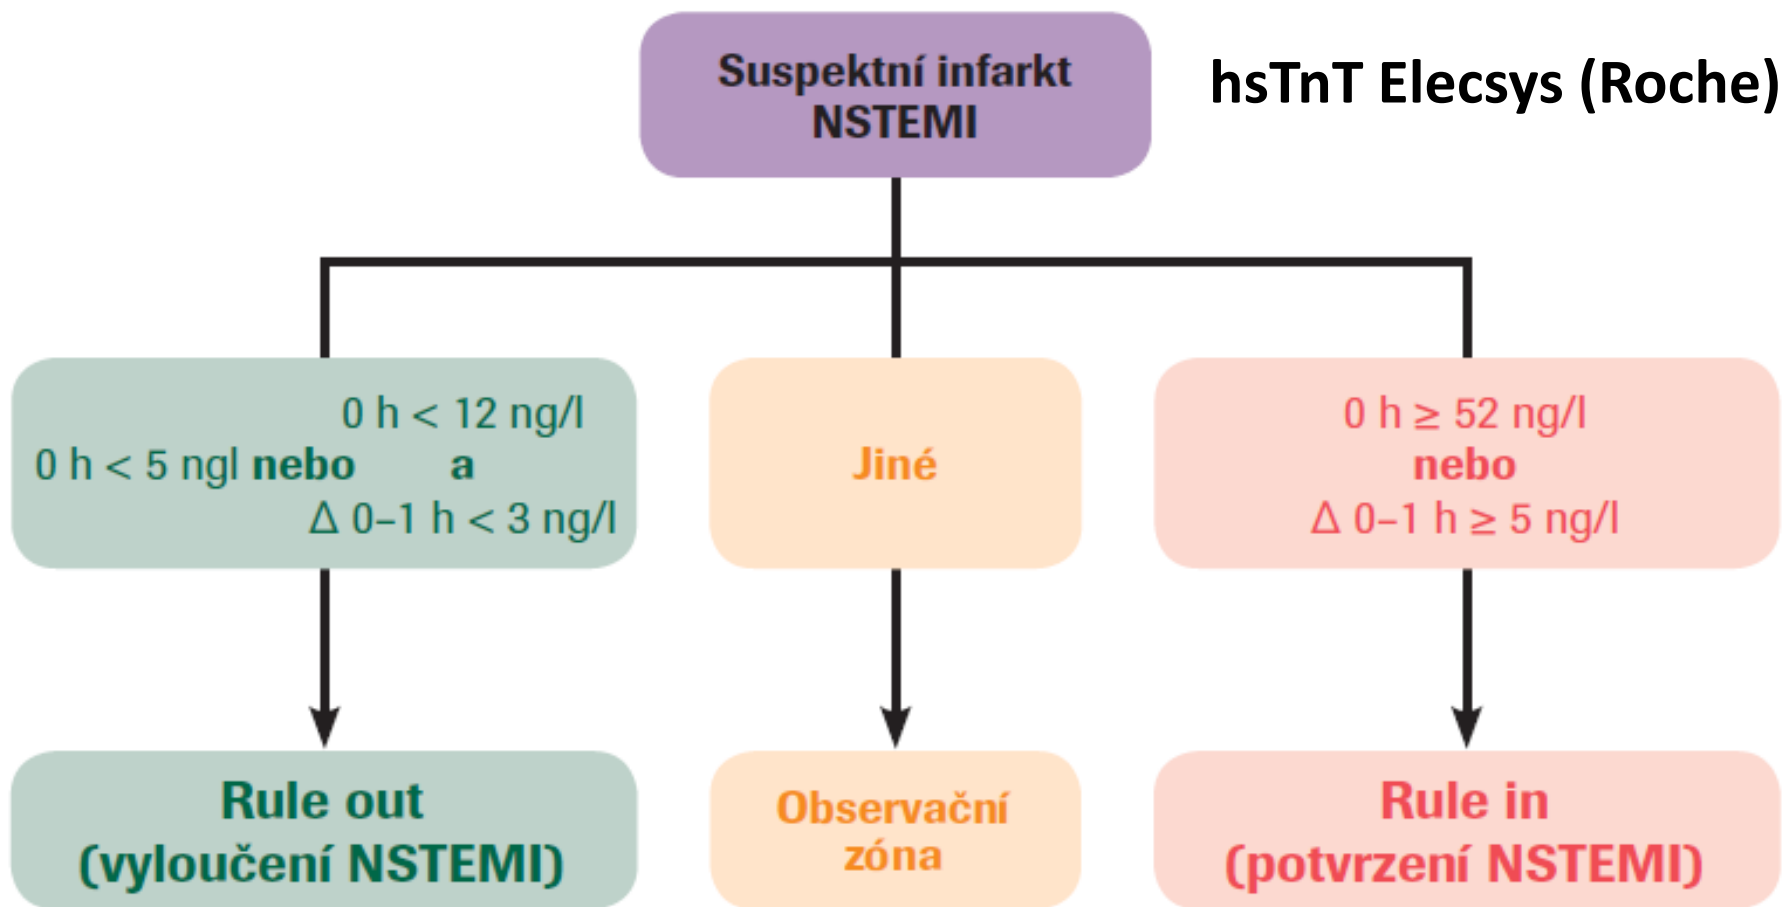 Suspektní infarkt
NSTEMI
hsTnT Elecsys (Roche)
0 h < 12 ng/l
0 h < 5 ngl nebo a
Δ 0–1 h < 3 ng/l
Jiné
0 h ≥ 52 ng/l
nebo
Δ 0–1 h ≥ 5 ng/l
Rule out
(vyloučení NSTEMI)
Observační
zóna
Rule in
(potvrzení NSTEMI)